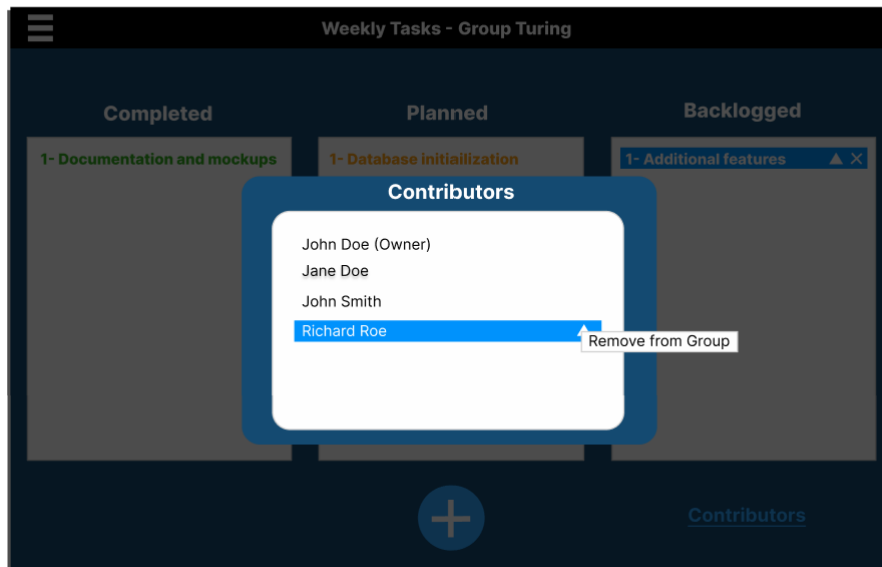 Weekly Tasks - Group Turing
Completed
Planned
Backlogged
1- Documentation and mockups
1- Database initiailization
1- Additional features
Contributors
John Doe (Owner)
Jane Doe
John Smith
Richard Roe
Remove from Group
Contributors